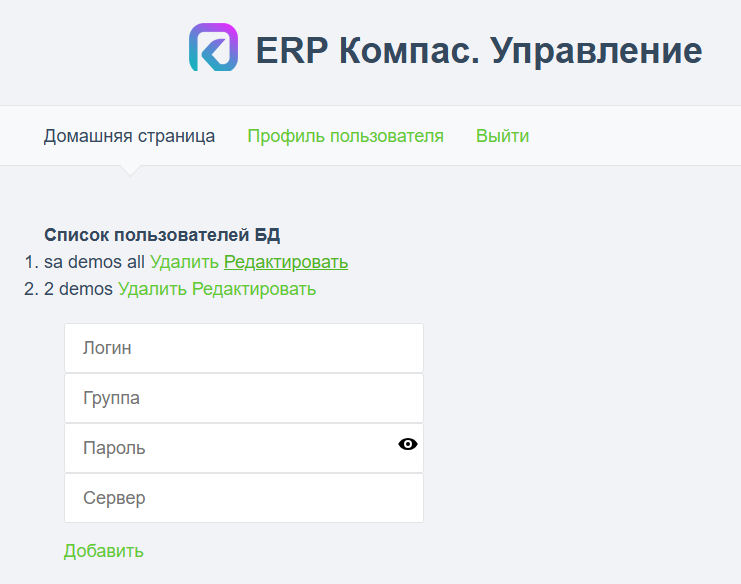 ERP Компас. Управление
Домашняя страница Профиль пользователя Выйти
Список пользователей БД
1. sa demos all Удалить Редактировать
2. 2 demos Удалить Редактировать
Логин
Группа
Пароль
Сервер
Добавить